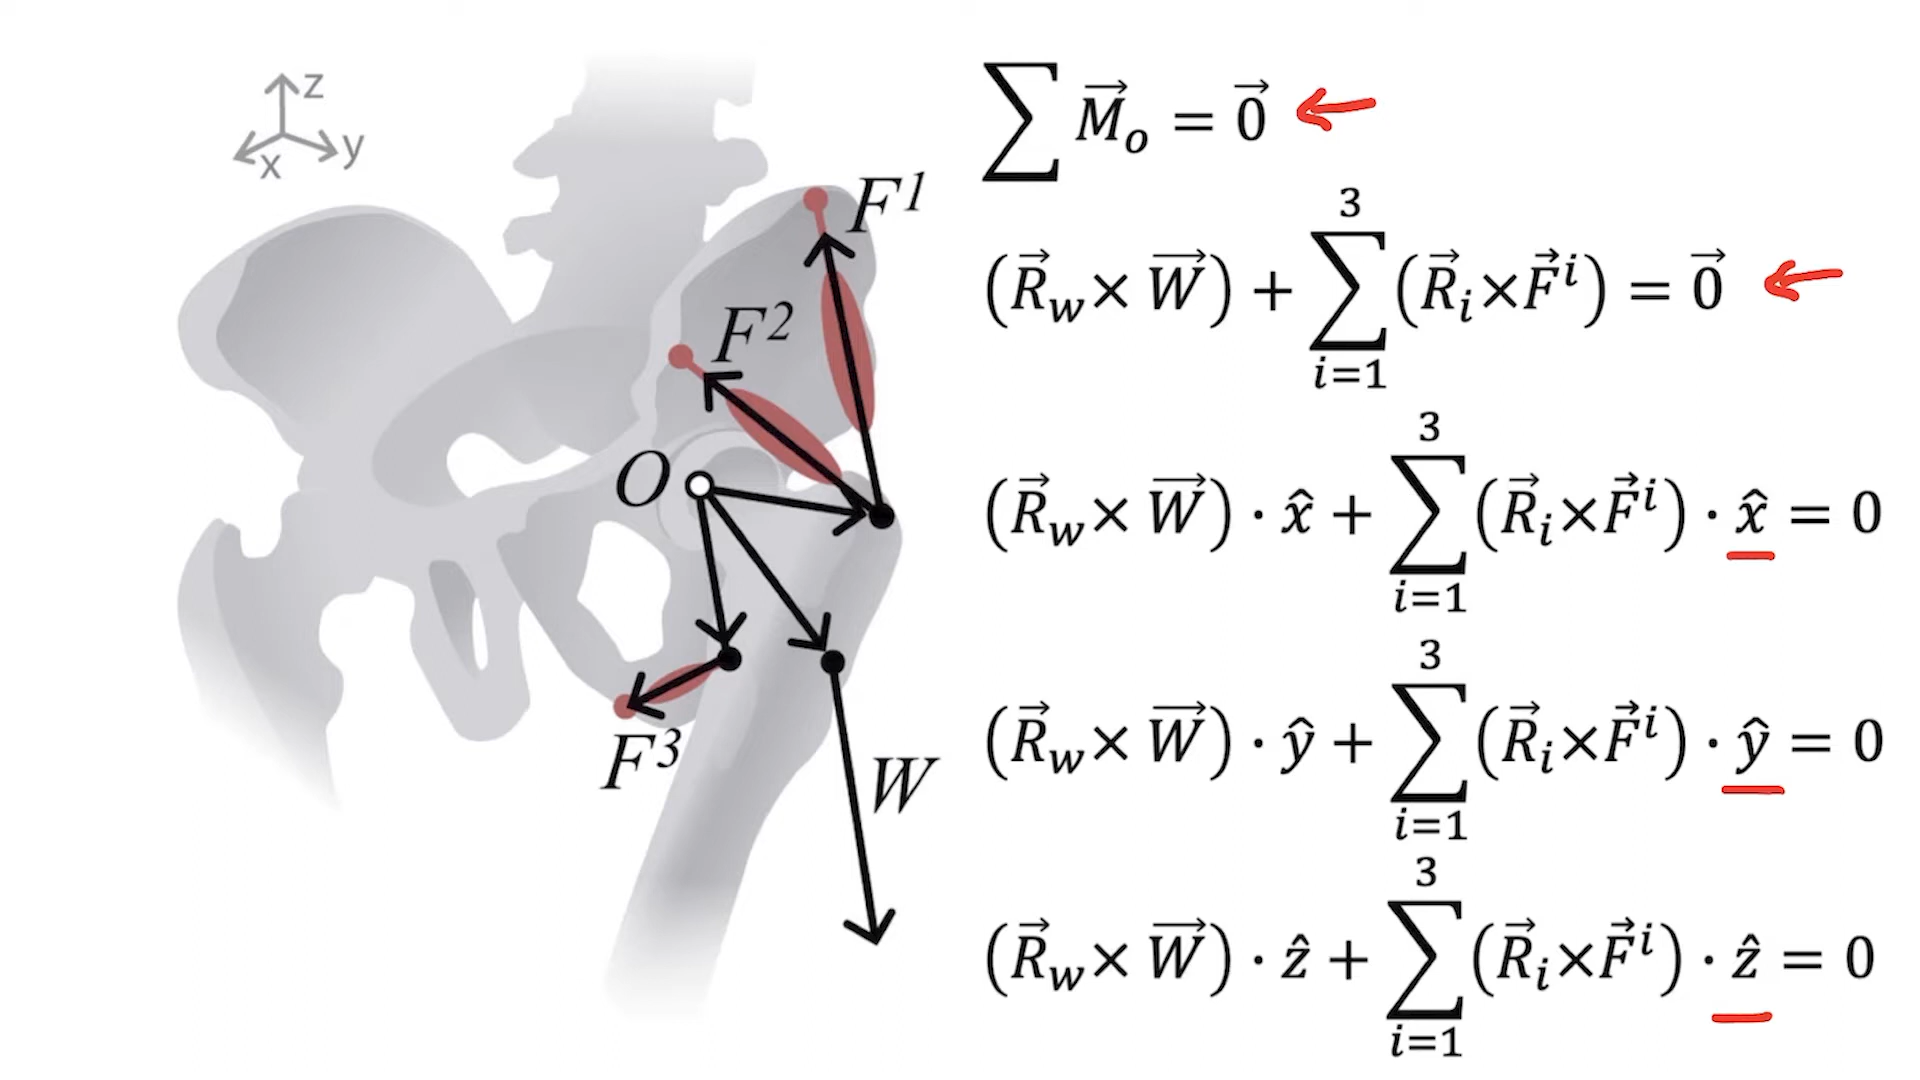 z
x
y
F¹
F²
O
F³
W
∑ M⃗ₒ = 0⃗
(R⃗_w × W⃗) + ∑_{i=1}^{3} (R⃗_i × F⃗^i) = 0⃗
(R⃗_w × W⃗) · x̂ + ∑_{i=1}^{3} (R⃗_i × F⃗^i) · x̂ = 0
(R⃗_w × W⃗) · ŷ + ∑_{i=1}^{3} (R⃗_i × F⃗^i) · ŷ = 0
(R⃗_w × W⃗) · ẑ + ∑_{i=1}^{3} (R⃗_i × F⃗^i) · ẑ = 0